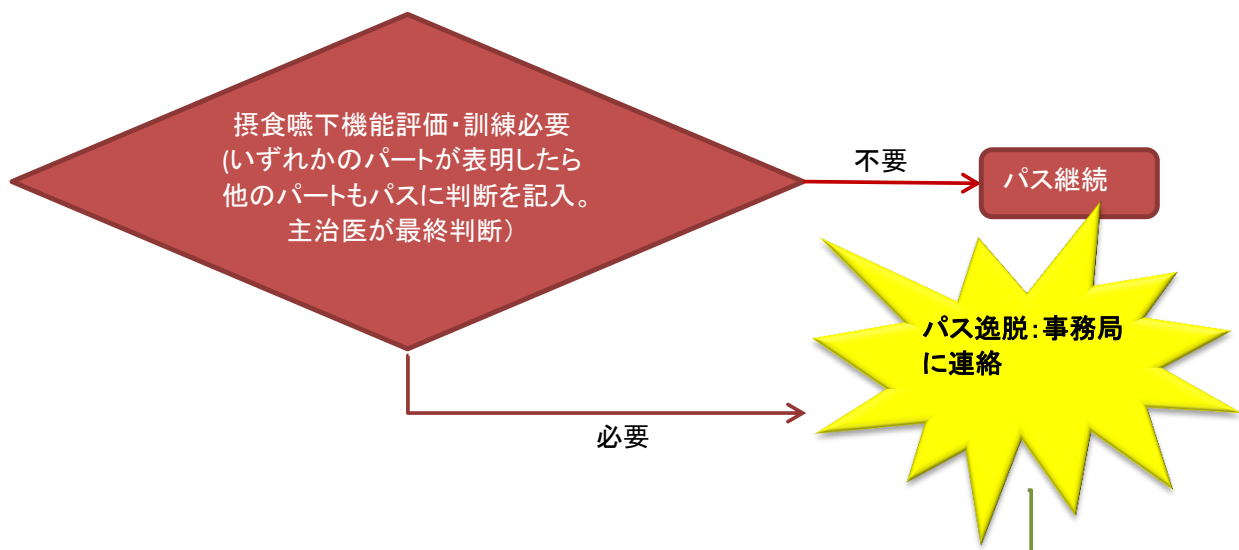 摂食嚥下機能評価・訓練必要
(いずれかのパートが表明したら
他のパートもパスに判断を記入。
主治医が最終判断)
不要
パス継続
パス逸脱:事務局
に連絡
必要